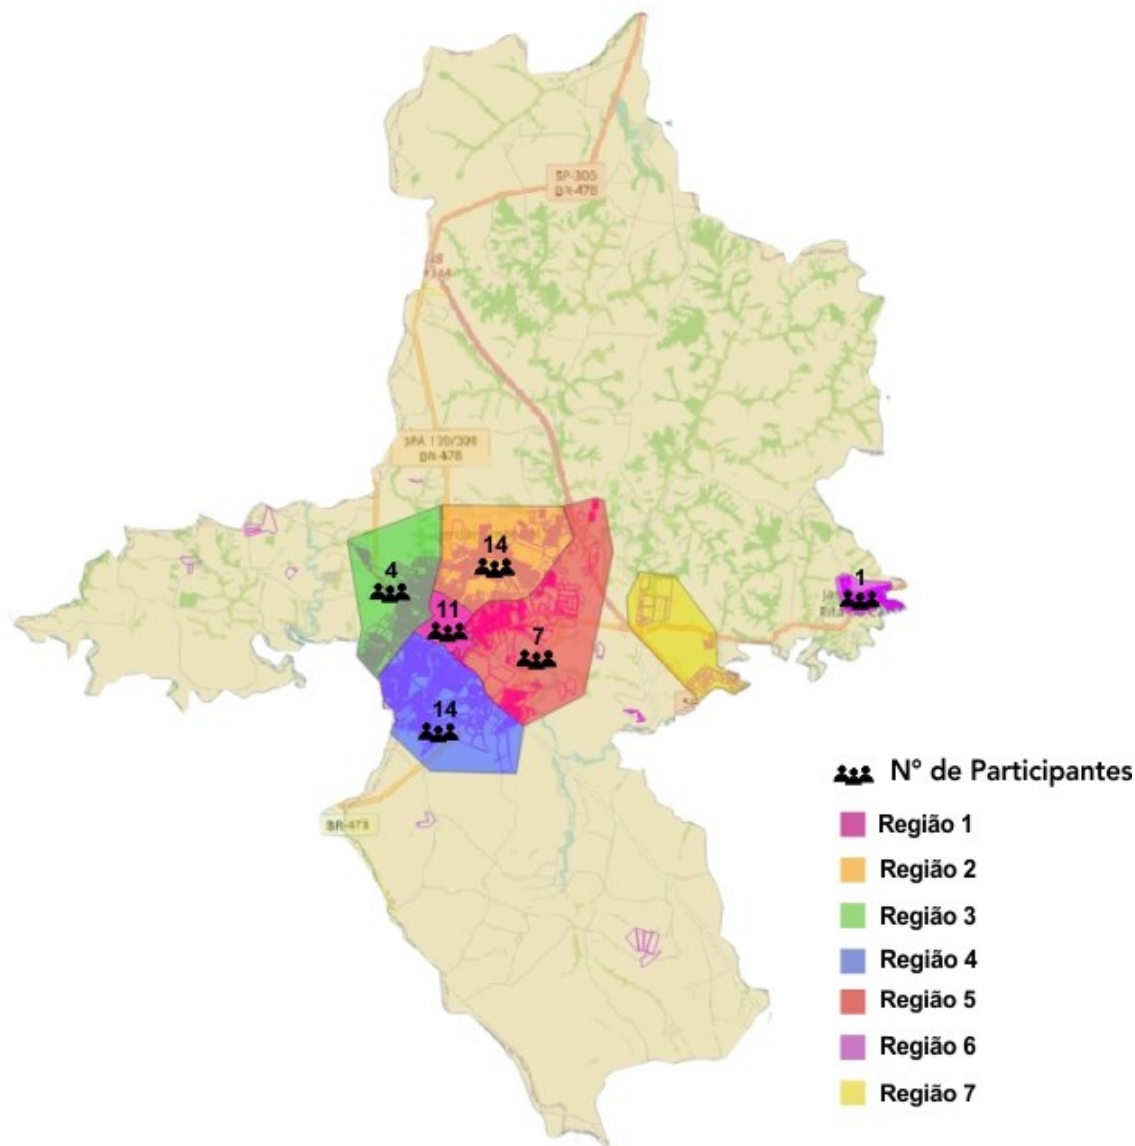 SP-305
BR-478
SPA 139/304
BR-478
14
4
11
1
7
14
BR-478
N° de Participantes
Região 1
Região 2
Região 3
Região 4
Região 5
Região 6
Região 7